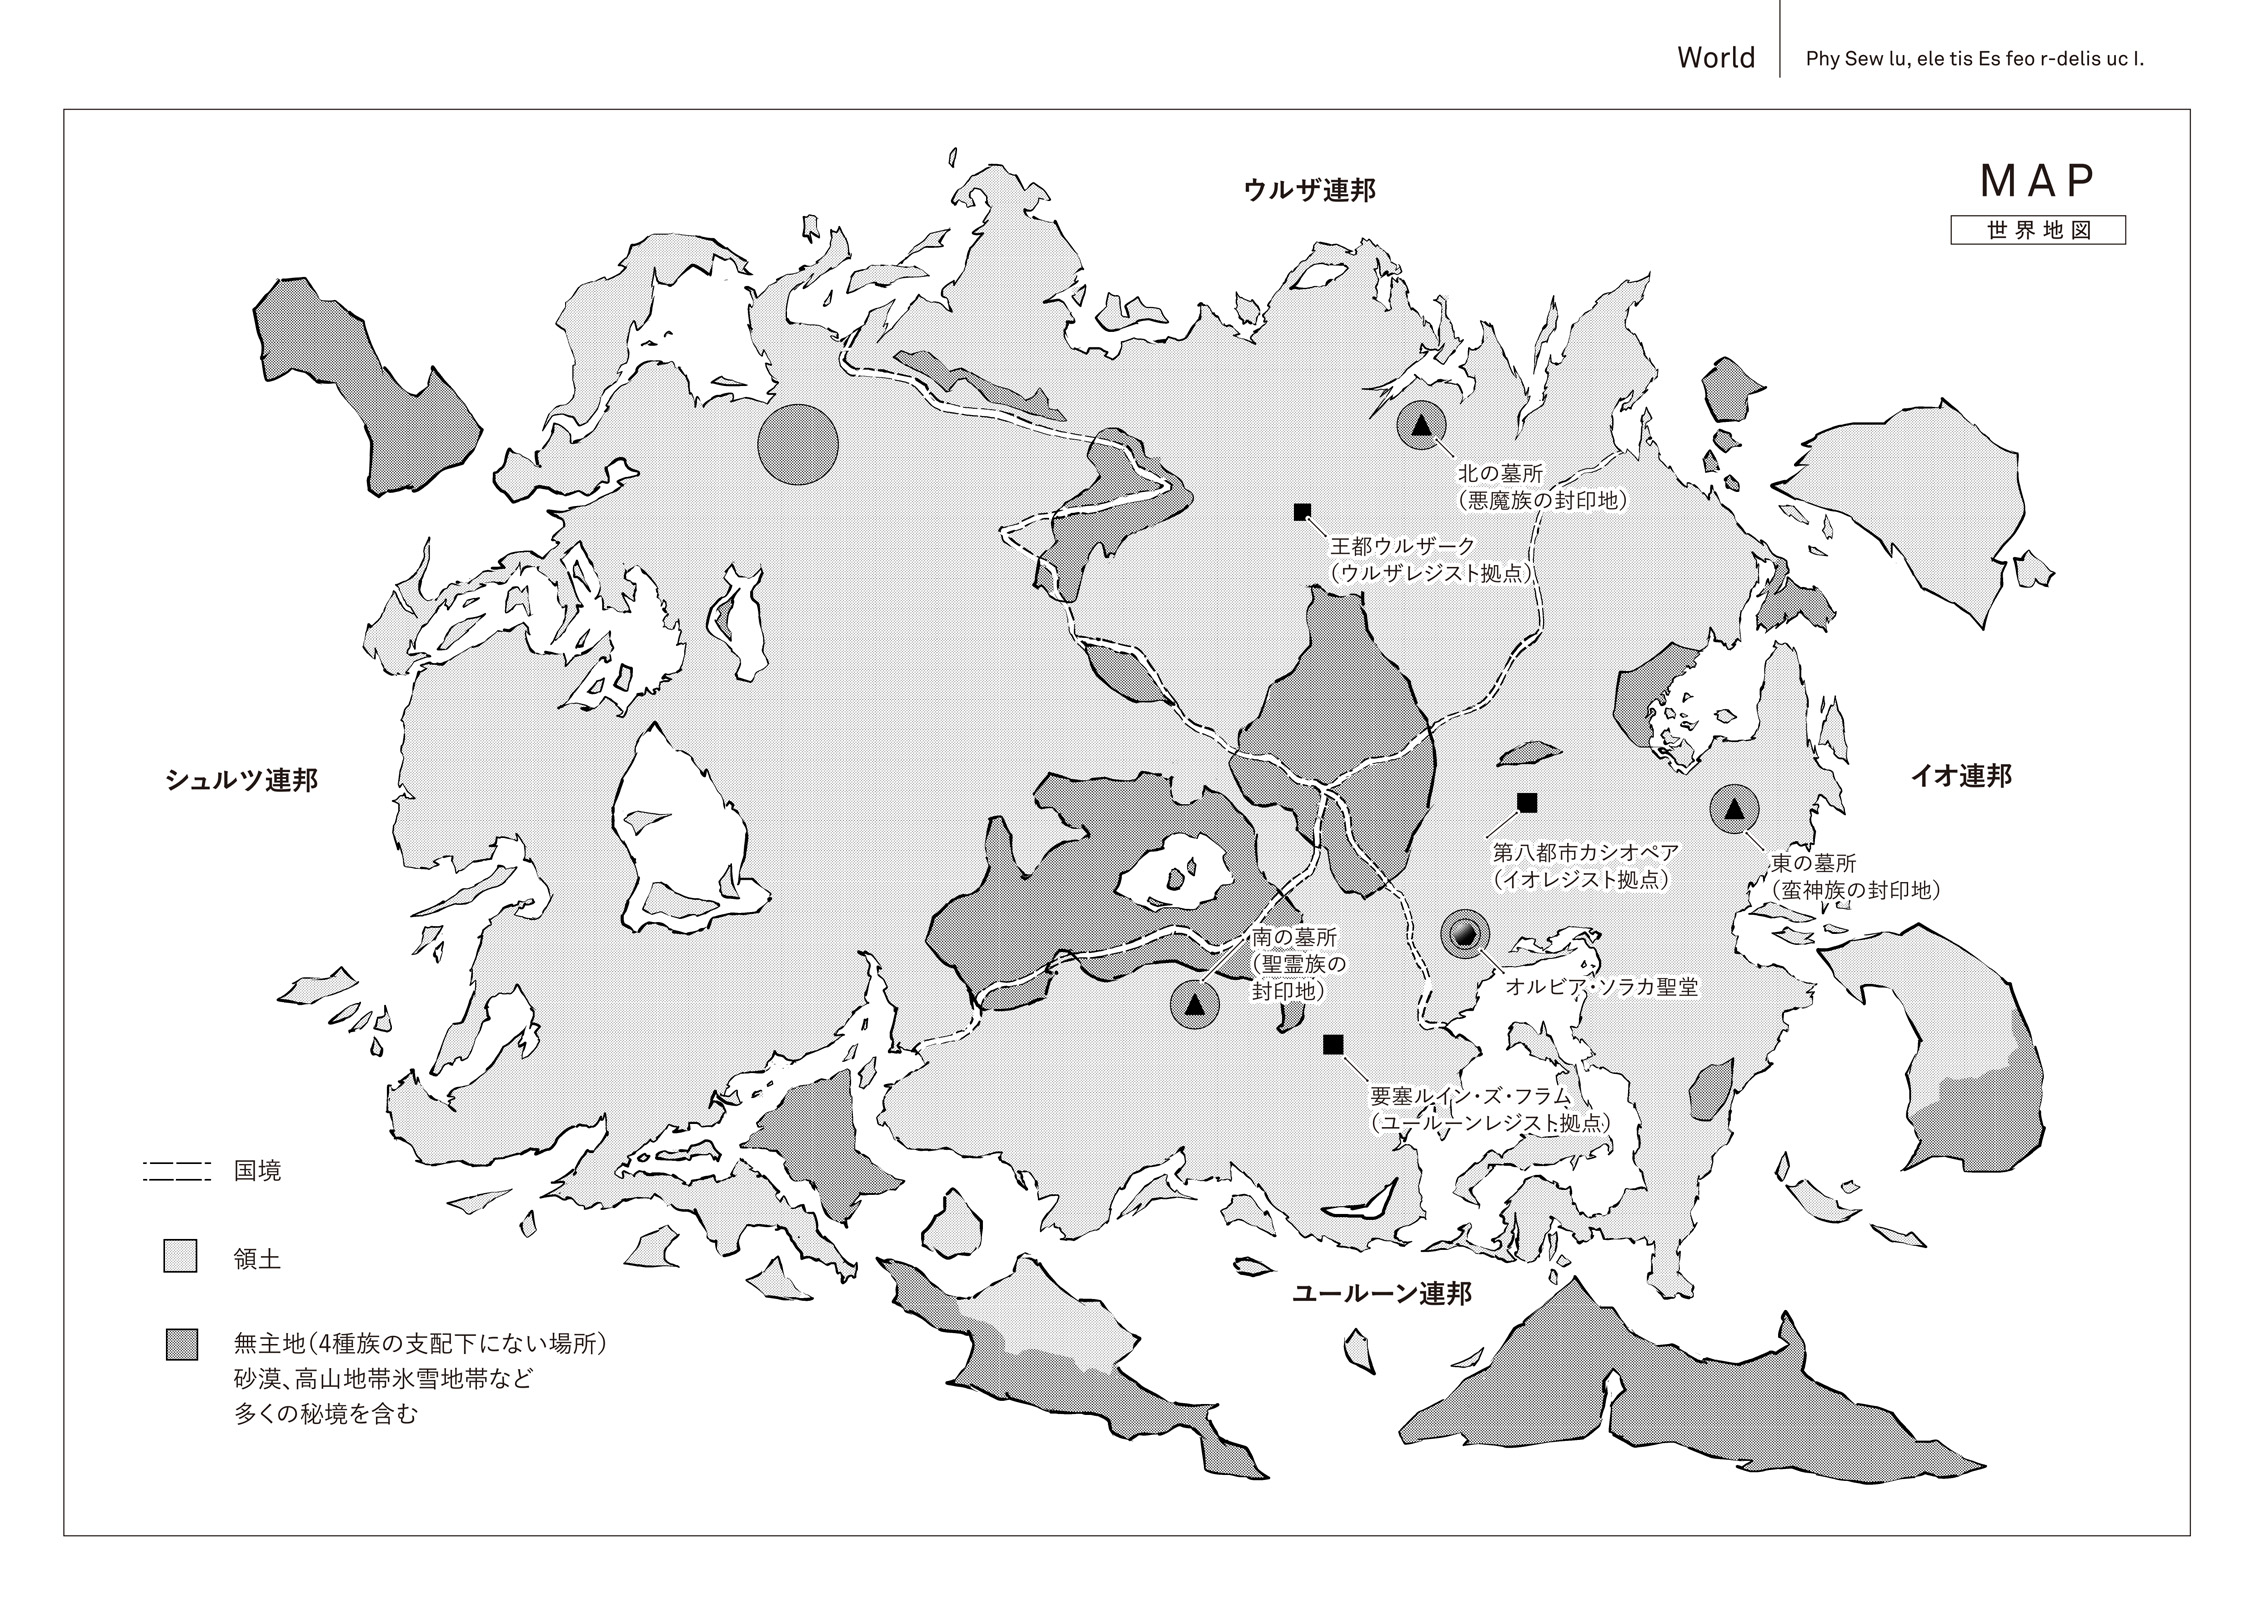 World
Phy Sew lu, ele tis Es feo r-delis uc I.
MAP
世界地図
ウルザ連邦
北の墓所
(悪魔族の封印地)
王都ウルザーク
(ウルザレジスト拠点)
シュルツ連邦
イオ連邦
第八都市カシオペア
(イオレジスト拠点)
東の墓所
(蛮神族の封印地)
南の墓所
(聖霊族の
封印地)
オルビア・ソラカ聖堂
要塞ルイン・ズ・フラム
(ユールーンレジスト拠点)
ユールーン連邦
国境
領土
無主地(4種族の支配下にない場所)
砂漠、高山地帯氷雪地帯など
多くの秘境を含む